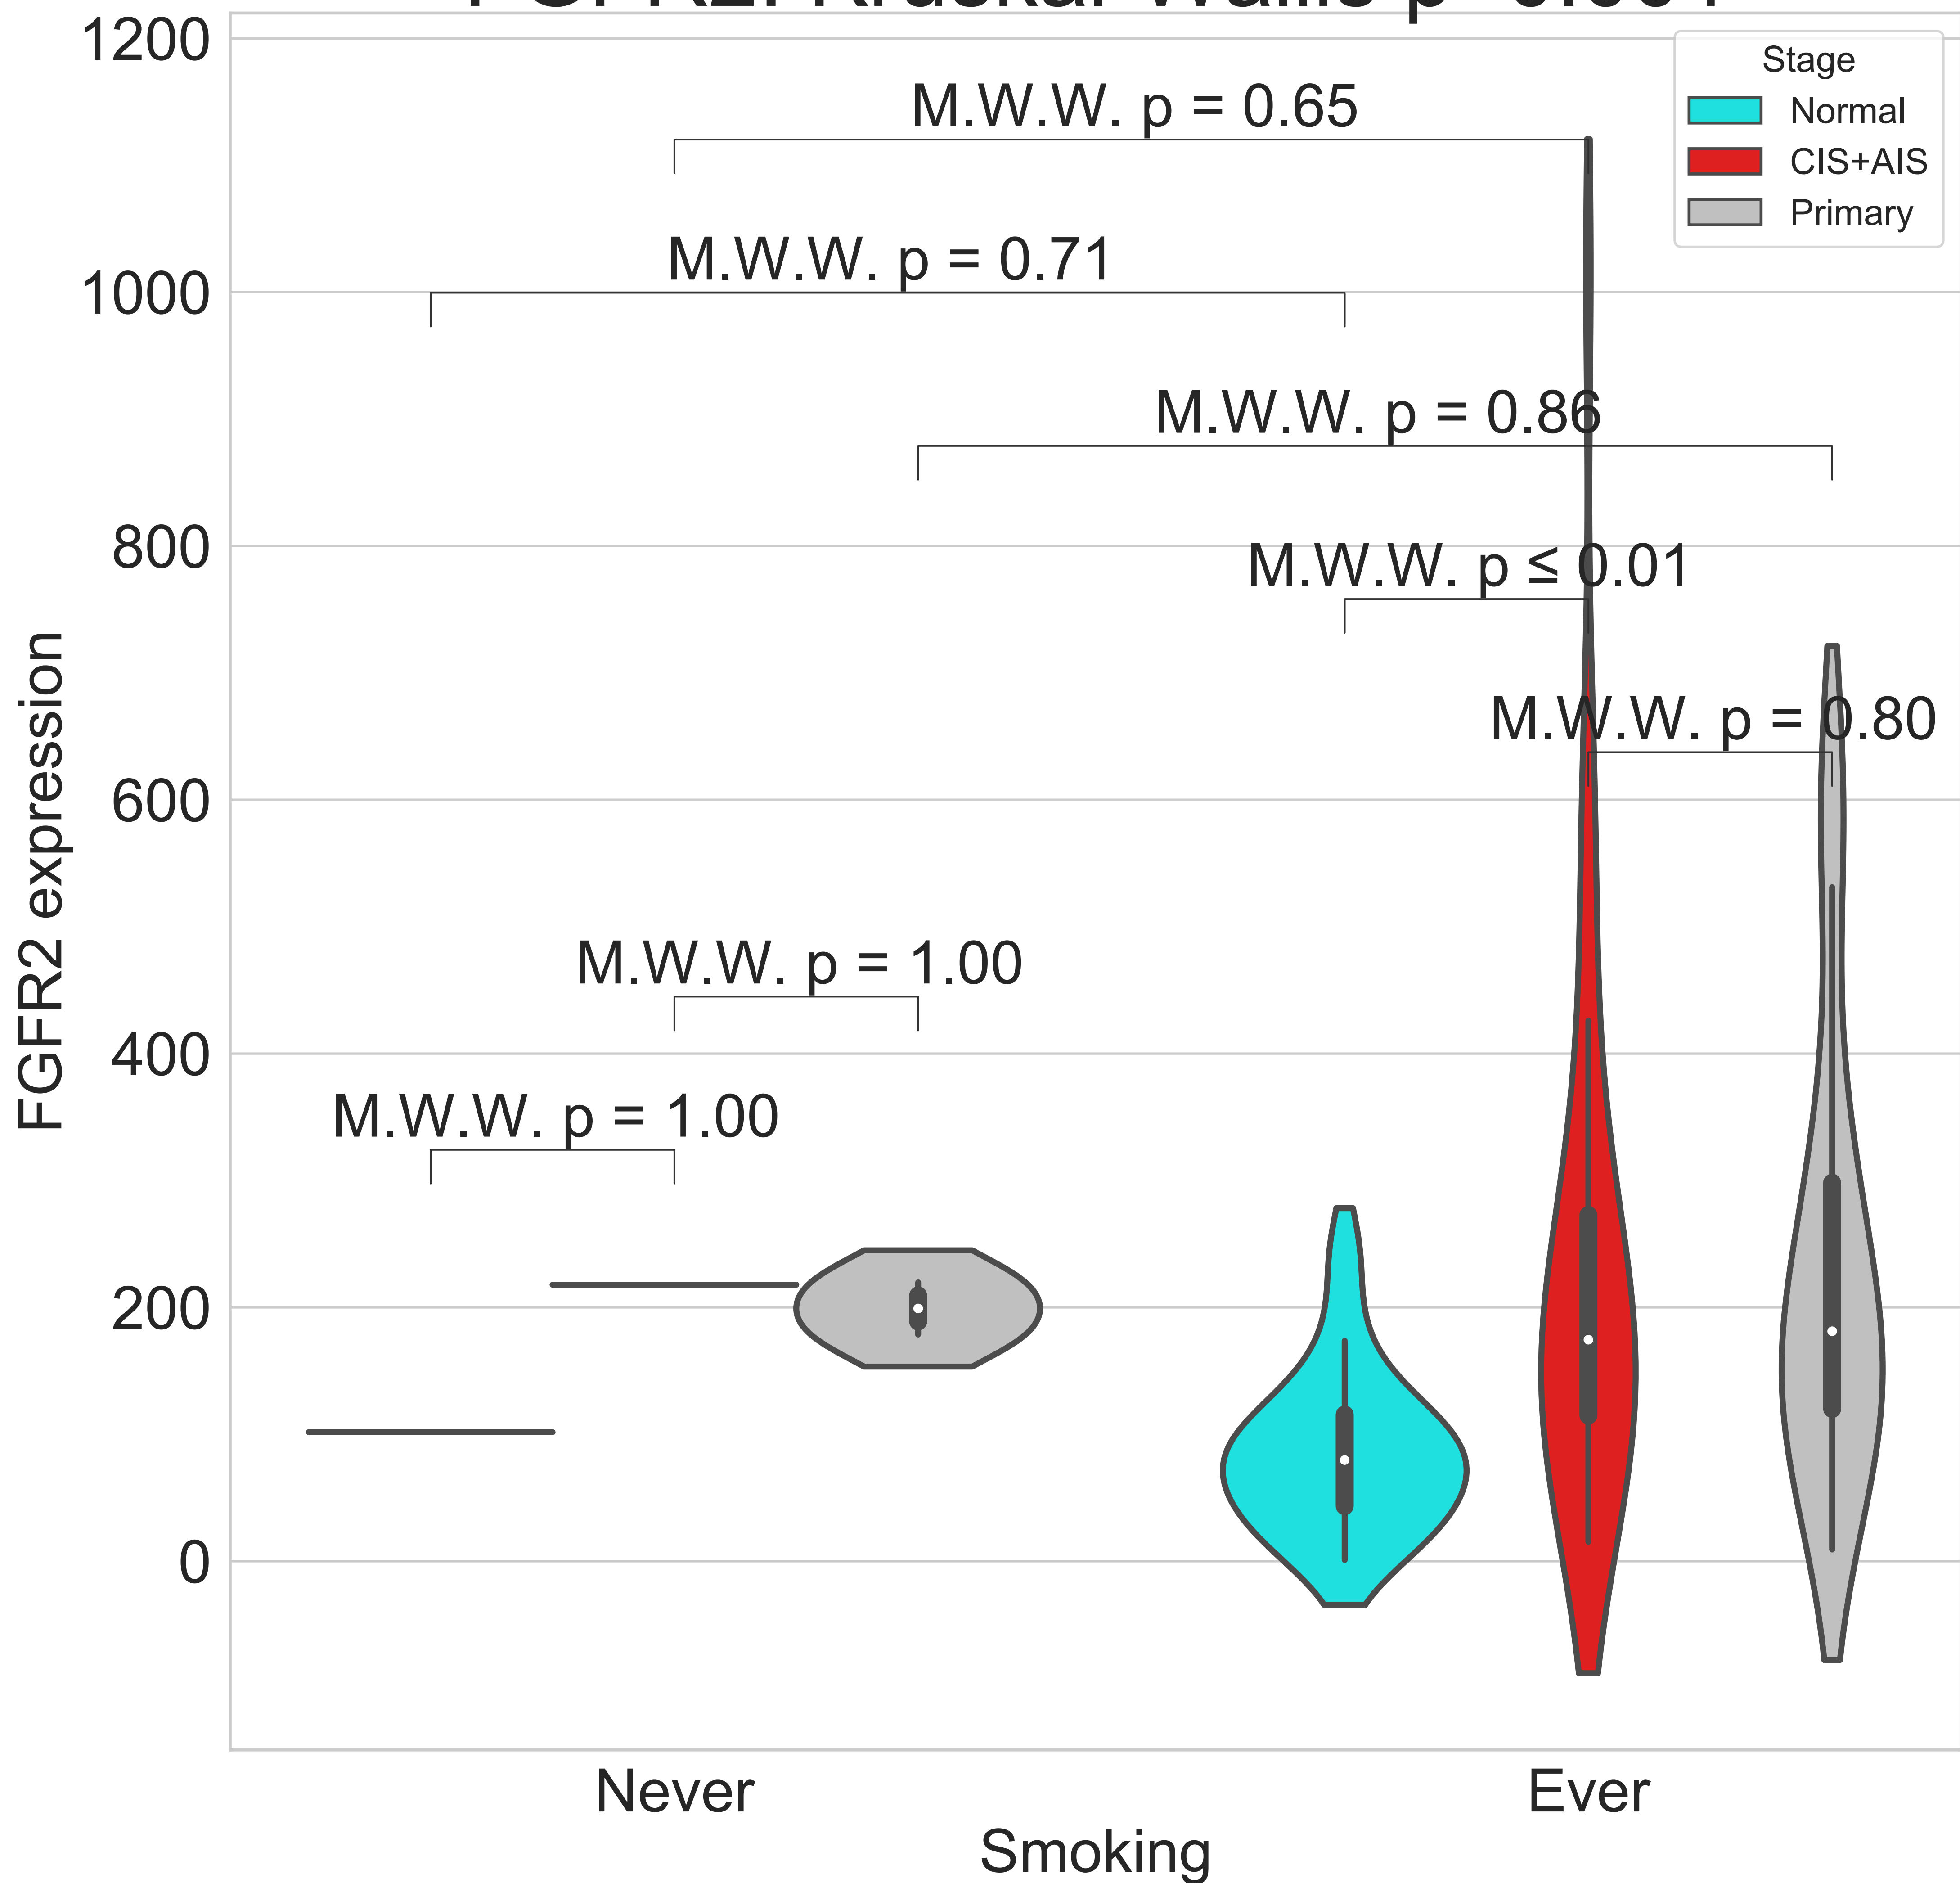 1200
1000
800
600
400
200
0
FGFR2 expression
Stage
Normal
CIS+AIS
Primary
M.W.W. p = 0.65
M.W.W. p = 0.71
M.W.W. p = 0.86
M.W.W. p ≤ 0.01
M.W.W. p = 0.80
M.W.W. p = 1.00
M.W.W. p = 1.00
Never
Ever
Smoking